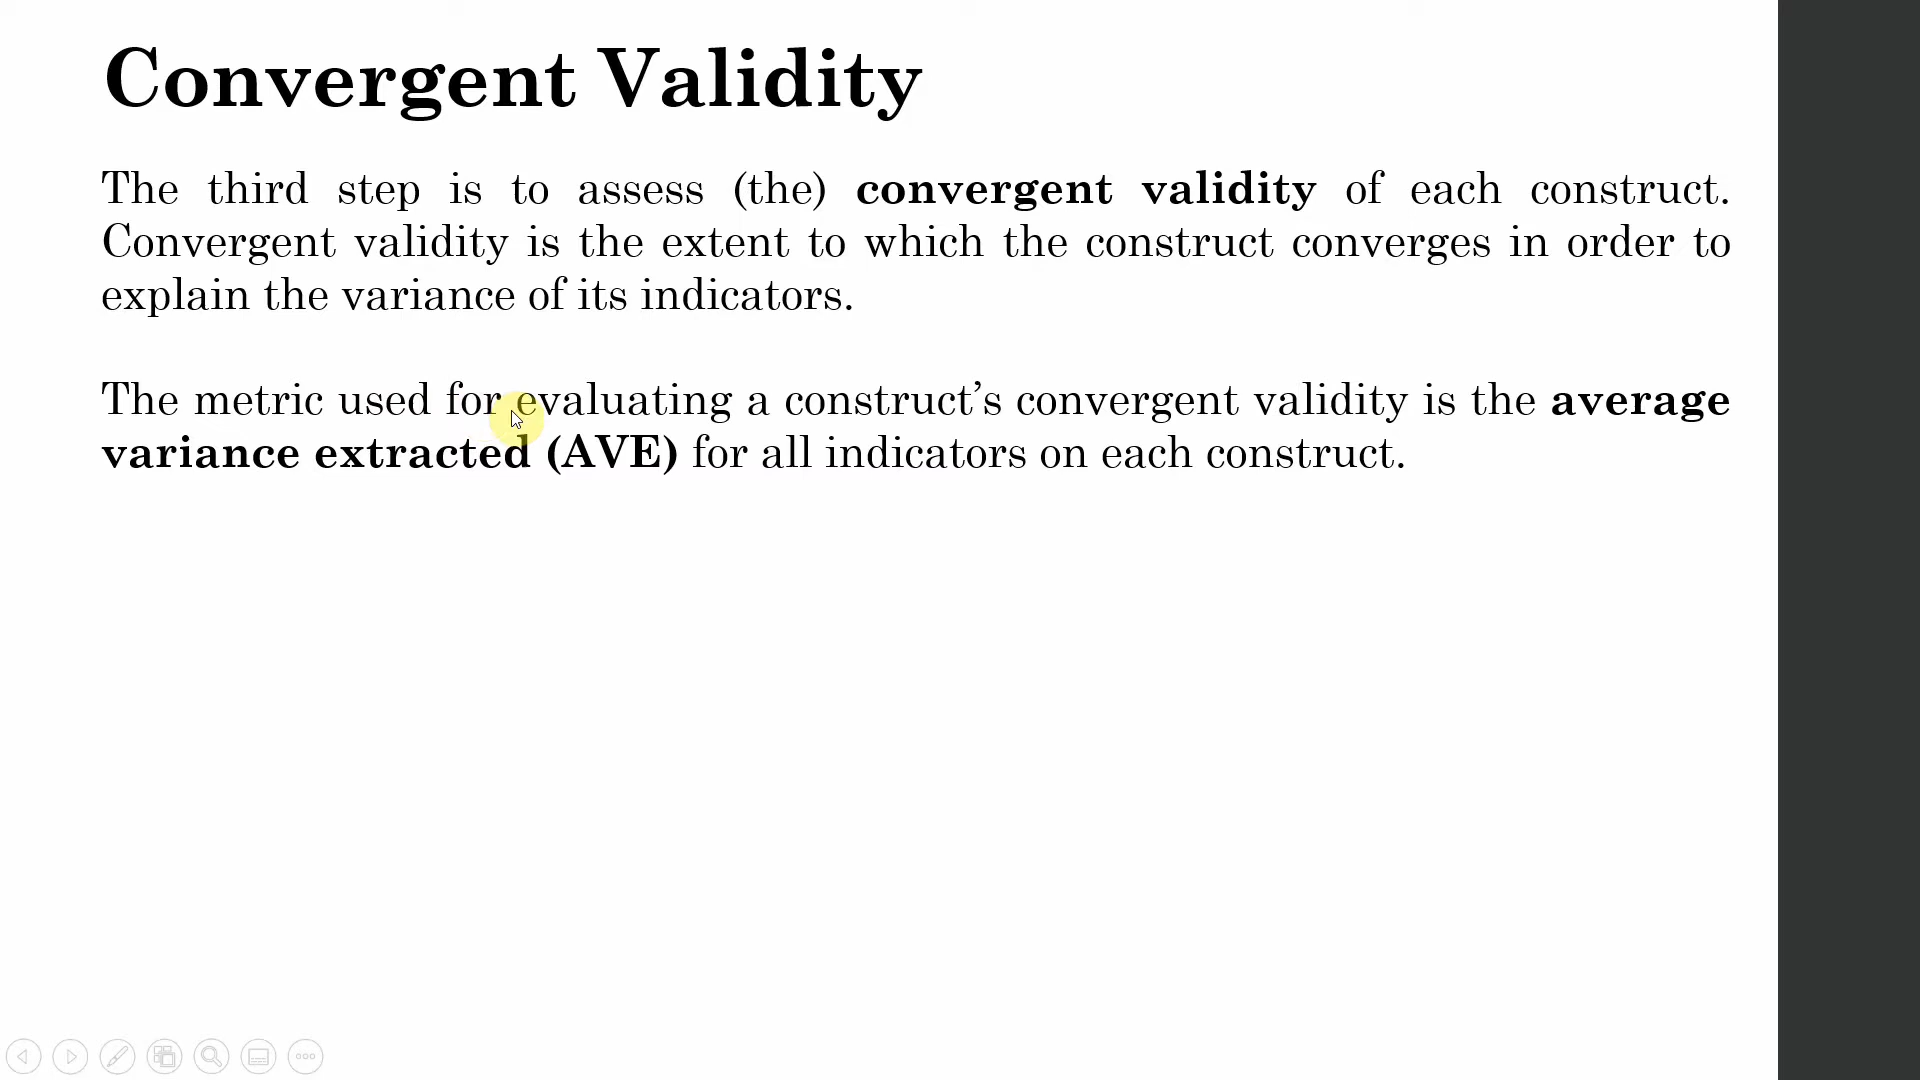 Convergent Validity
The third step is to assess (the) convergent validity of each construct.
Convergent validity is the extent to which the construct converges in order to
explain the variance of its indicators.
The metric used for evaluating a construct’s convergent validity is the average
variance extracted (AVE) for all indicators on each construct.